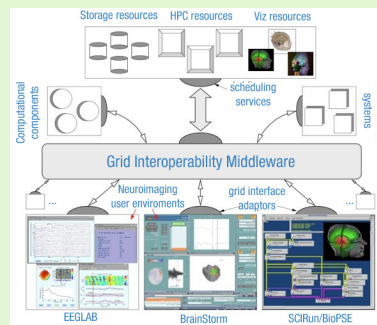 Storage resources HPC resources Viz resources
scheduling
services
Computational
components
systems
Grid Interoperability Middleware
...
...
Neuroimaging
user enviroments
grid interface
adaptors
EEGLAB BrainStorm SCIRun/BioPSE